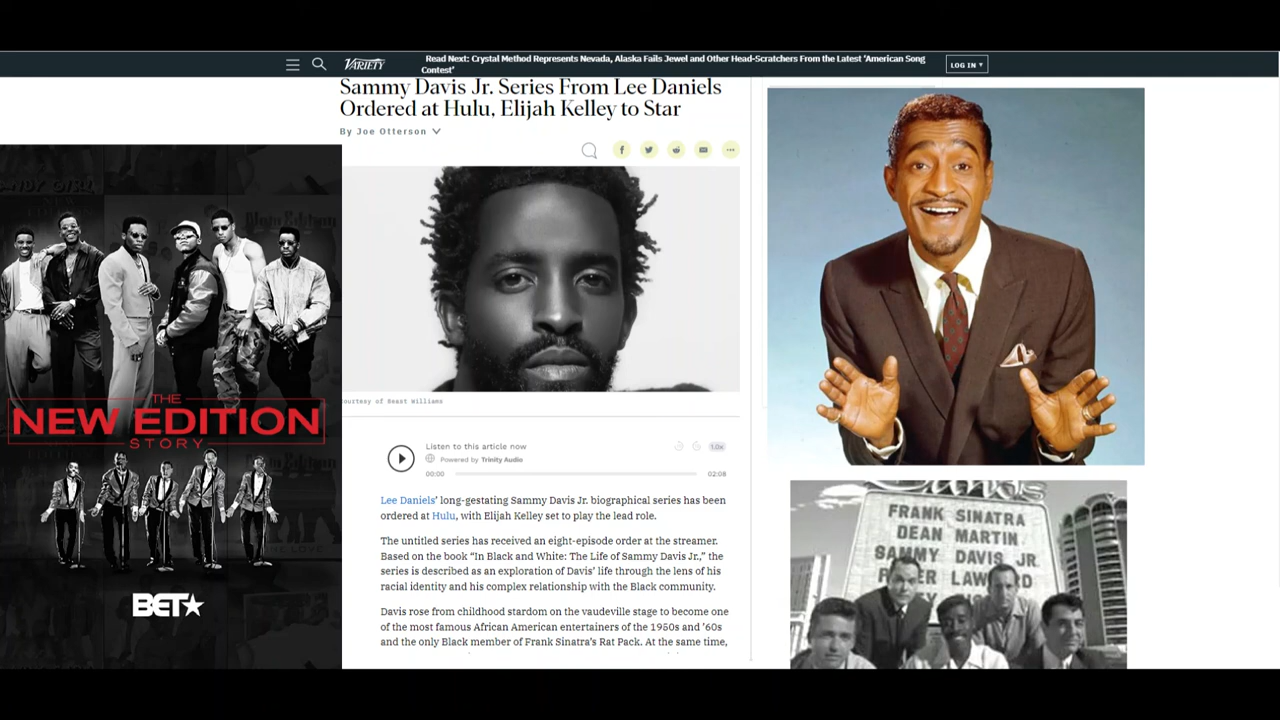 VARIETY
Read Next: Crystal Method Represents Nevada, Alaska Fails Jewel and Other Head-Scratchers From the Latest ‘American Song
Contest’
LOG IN
Sammy Davis Jr. Series From Lee Daniels
Ordered at Hulu, Elijah Kelley to Star
By Joe Otterson
ourtesy of Beast Williams
Listen to this article now
Powered by Trinity Audio
1.0x
00:00
02:08
Lee Daniels’ long-gestating Sammy Davis Jr. biographical series has been
ordered at Hulu, with Elijah Kelley set to play the lead role.
The untitled series has received an eight-episode order at the streamer.
Based on the book “In Black and White: The Life of Sammy Davis Jr.,” the
series is described as an exploration of Davis’ life through the lens of his
racial identity and his complex relationship with the Black community.
Davis rose from childhood stardom on the vaudeville stage to become one
of the most famous African American entertainers of the 1950s and ’60s
and the only Black member of Frank Sinatra’s Rat Pack. At the same time,
THE
NEW EDITION
STORY
BET
FRANK SINATRA
DEAN MARTIN
SAMMY DAVIS JR.